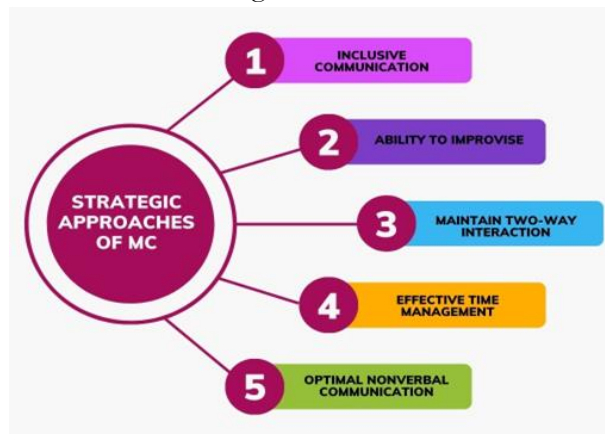 STRATEGIC
APPROACHES
OF MC
1
INCLUSIVE
COMMUNICATION
2
ABILITY TO IMPROVISE
3
MAINTAIN TWO-WAY
INTERACTION
4
EFFECTIVE TIME
MANAGEMENT
5
OPTIMAL NONVERBAL
COMMUNICATION